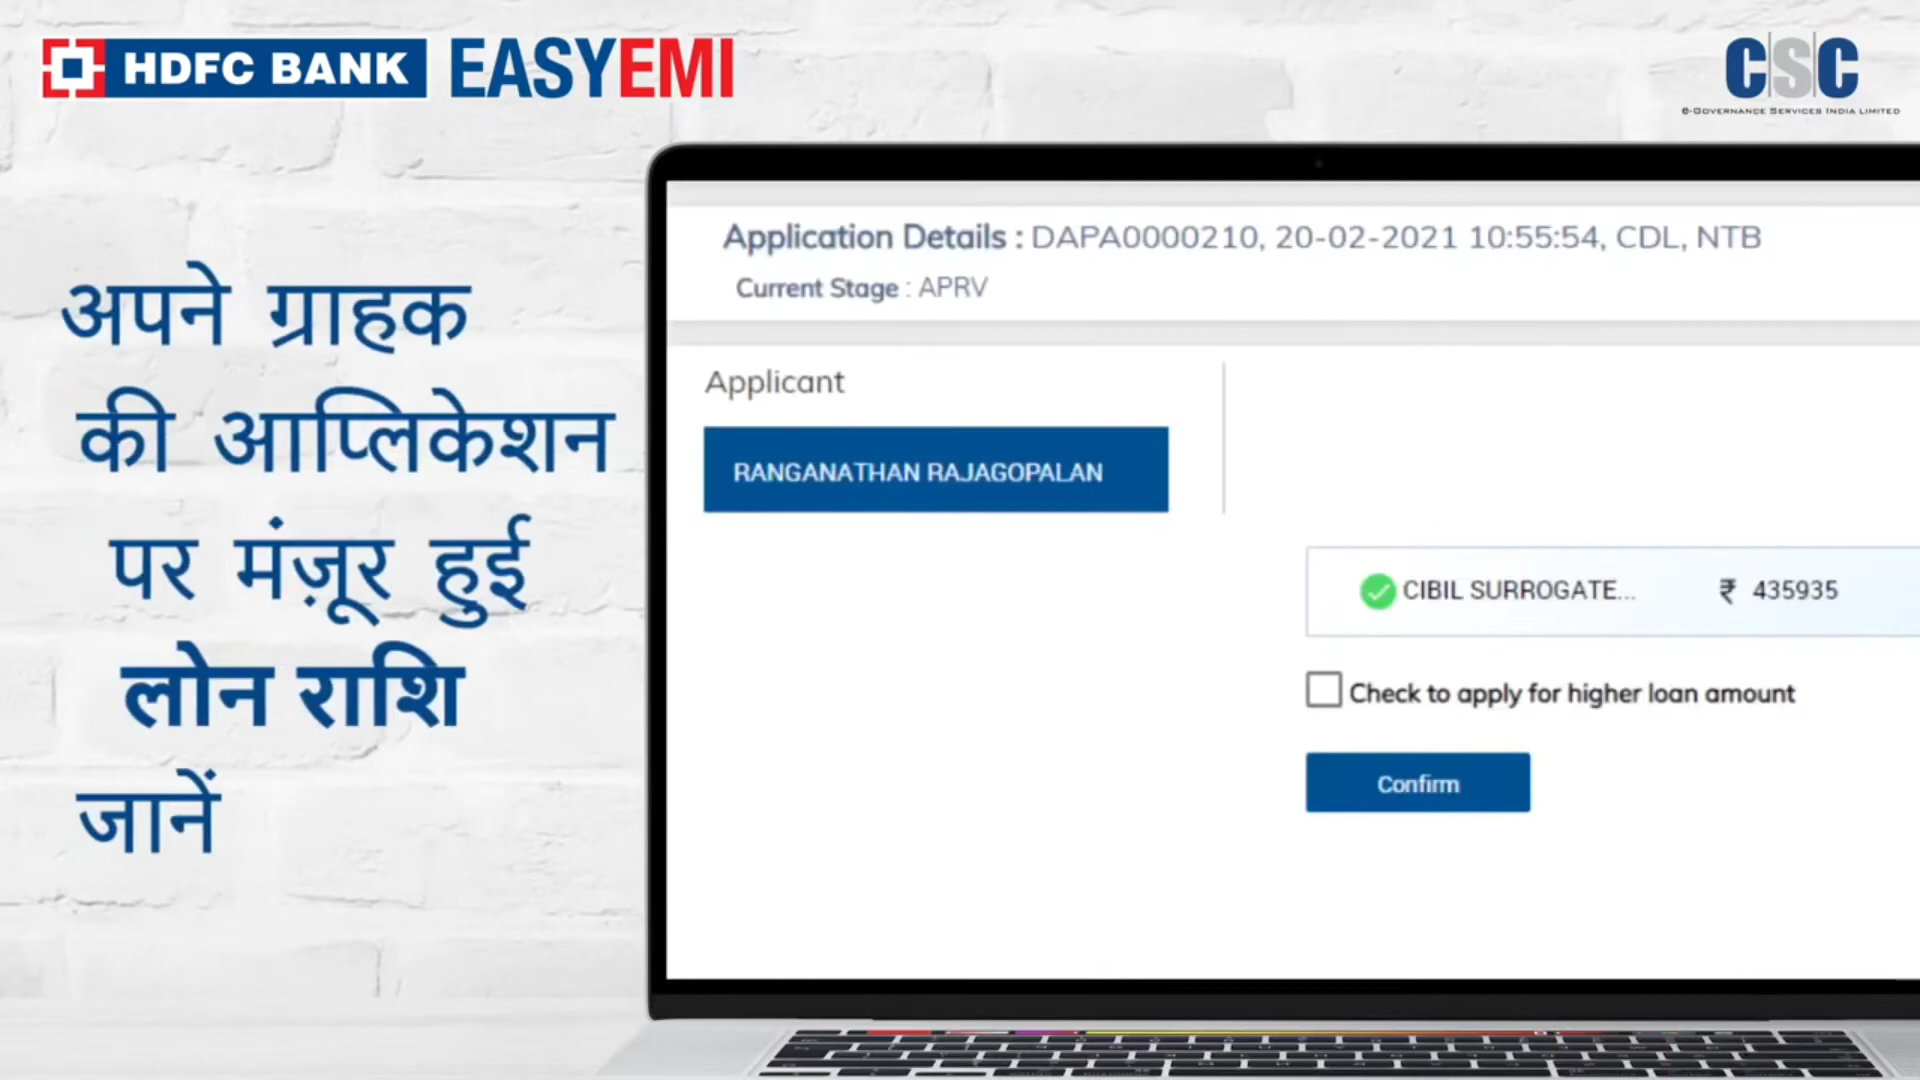 HDFC BANK EASYEMI
CSC
e-Governance Services India Limited
अपने ग्राहक
की आप्लिकेशन
पर मंज़ूर हुई
लोन राशि
जानें
Application Details : DAPA0000210, 20-02-2021 10:55:54, CDL, NTB
Current Stage : APRV
Applicant
RANGANATHAN RAJAGOPALAN
CIBIL SURROGATE... ₹ 435935
Check to apply for higher loan amount
Confirm